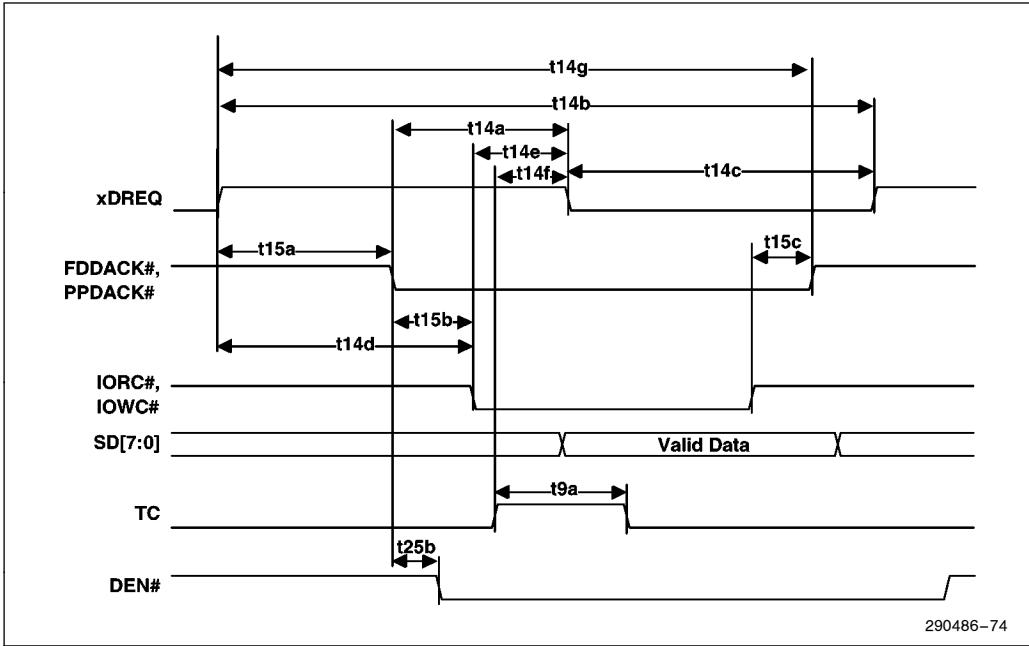 t14g
t14b
t14a
t14e
t14f
t14c
xDREQ
t15a
t15c
FDDACK#,
PPDACK#
t15b
t14d
IORC#,
IOWC#
SD[7:0]
Valid Data
t9a
TC
t25b
DEN#
290486–74